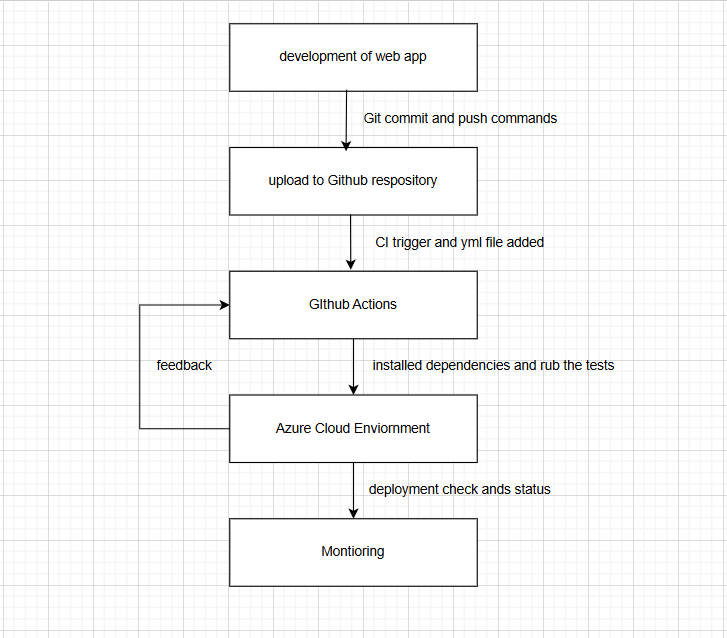 development of web app
Git commit and push commands
upload to Github respository
CI trigger and yml file added
GIthub Actions
feedback
installed dependencies and rub the tests
Azure Cloud Enviornment
deployment check ands status
Montioring